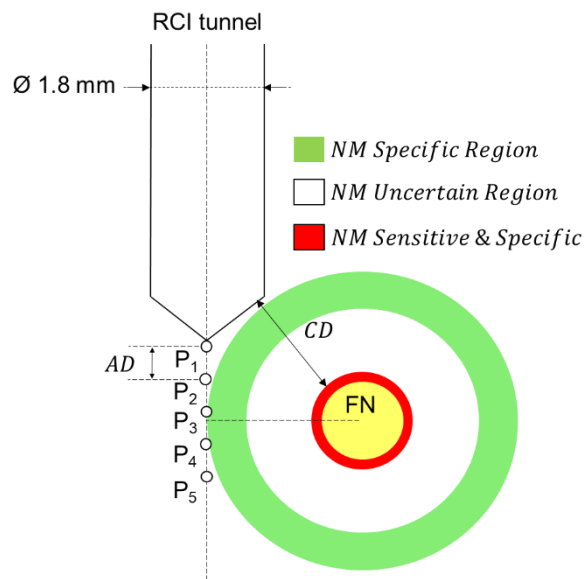 RCI tunnel
Ø 1.8 mm
NM Specific Region
NM Uncertain Region
NM Sensitive & Specific
CD
AD
P1
P2
P3
P4
P5
FN